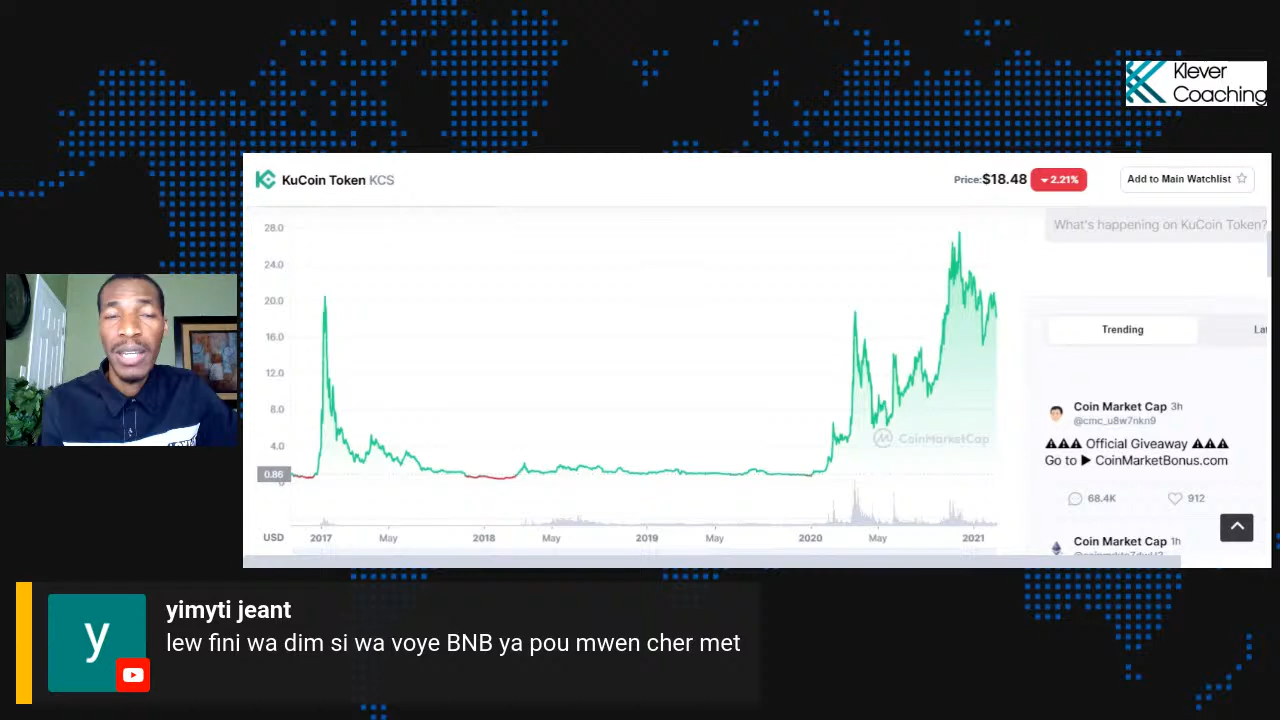 Klever
Coaching
KuCoin Token KCS
Price:$18.48
2.21%
Add to Main Watchlist
What's happening on KuCoin Token?
28.0
24.0
20.0
16.0
12.0
8.0
4.0
0.86
0
CoinMarketCap
USD
2017
May
2018
May
2019
May
2020
May
2021
Trending
Coin Market Cap 3h
@cmc_u8w7nkn9
Official Giveaway
Go to ▶ CoinMarketBonus.com
68.4K
912
Coin Market Cap 1h
y
yimyti jeant
lew fini wa dim si wa voye BNB ya pou mwen cher met